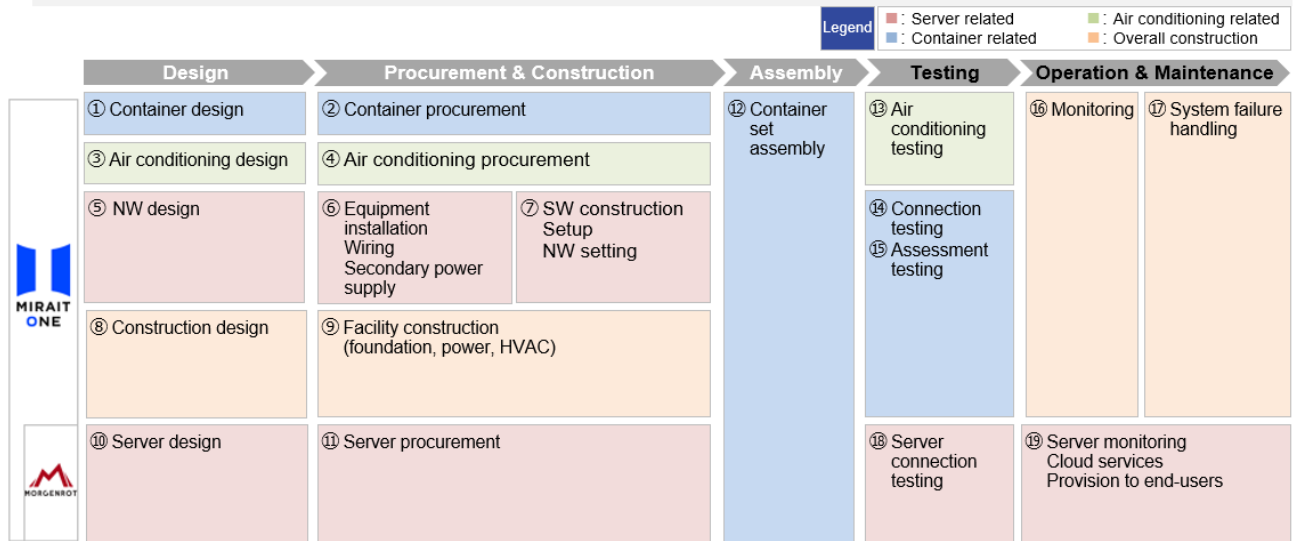 Legend
■ : Server related
■ : Air conditioning related
■ : Container related
■ : Overall construction
Design
Procurement & Construction
Assembly
Testing
Operation & Maintenance
① Container design
② Container procurement
⑫ Container
set
assembly
⑬ Air
conditioning
testing
⑯ Monitoring
⑰ System failure
handling
③ Air conditioning design
④ Air conditioning procurement
⑤ NW design
⑥ Equipment
installation
Wiring
Secondary power
supply
⑦ SW construction
Setup
NW setting
⑭ Connection
testing
⑮ Assessment
testing
MIRAIT
ONE
⑧ Construction design
⑨ Facility construction
(foundation, power, HVAC)
MORGENROT
⑩ Server design
⑪ Server procurement
⑱ Server
connection
testing
⑲ Server monitoring
Cloud services
Provision to end-users